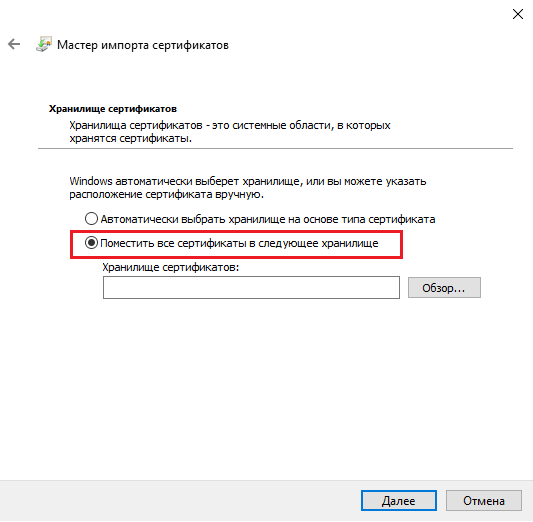 Мастер импорта сертификатов
Хранилище сертификатов
Хранилища сертификатов - это системные области, в которых
хранятся сертификаты.
Windows автоматически выберет хранилище, или вы можете указать
расположение сертификата вручную.
Автоматически выбрать хранилище на основе типа сертификата
Поместить все сертификаты в следующее хранилище
Хранилище сертификатов:
Обзор...
Далее
Отмена